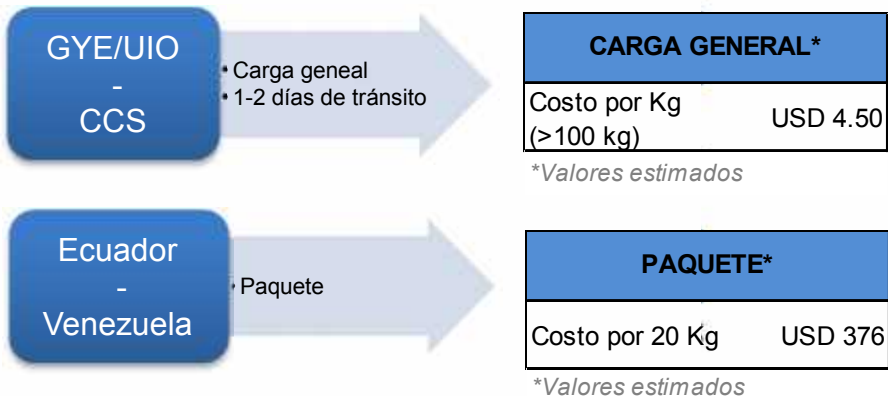 GYE/UIO
-
CCS
• Carga geneal
• 1-2 días de tránsito
CARGA GENERAL*
Costo por Kg
(>100 kg)
USD 4.50
*Valores estimados
Ecuador
-
Venezuela
• Paquete
PAQUETE*
Costo por 20 Kg USD 376
*Valores estimados